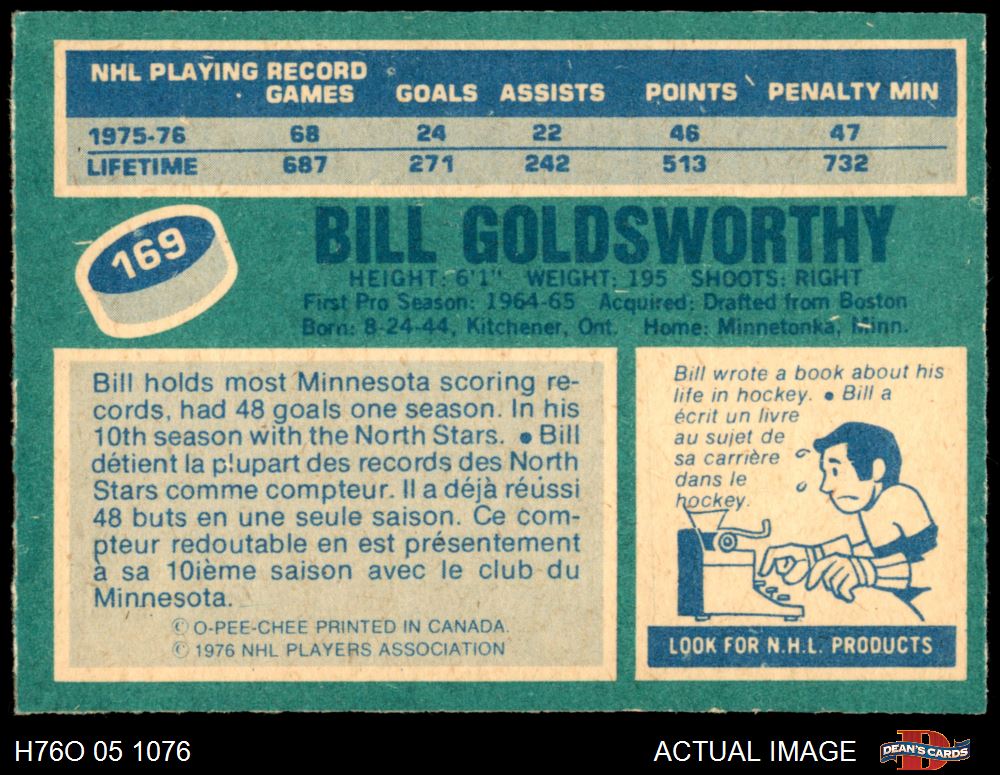 NHL PLAYING RECORD
GAMES GOALS ASSISTS POINTS PENALTY MIN
1975-76 68 24 22 46 47
LIFETIME 687 271 242 513 732
169
BILL GOLDSWORTHY
HEIGHT: 6'1" WEIGHT: 195 SHOOTS: RIGHT
First Pro Season: 1964-65 Acquired: Drafted from Boston
Born: 8-24-44, Kitchener, Ont. Home: Minnetonka, Minn.
Bill holds most Minnesota scoring re-
cords, had 48 goals one season. In his
10th season with the North Stars. • Bill
détient la plupart des records des North
Stars comme compteur. Il a déjà réussi
48 buts en une seule saison. Ce com-
pteur redoutable en est présentement
à sa 10ième saison avec le club du
Minnesota.
© O-PEE-CHEE PRINTED IN CANADA.
© 1976 NHL PLAYERS ASSOCIATION
Bill wrote a book about his
life in hockey. • Bill a
écrit un livre
au sujet de
sa carrière
dans le
hockey.
LOOK FOR N.H.L. PRODUCTS
H76O 05 1076
ACTUAL IMAGE
DEAN'S CARDS